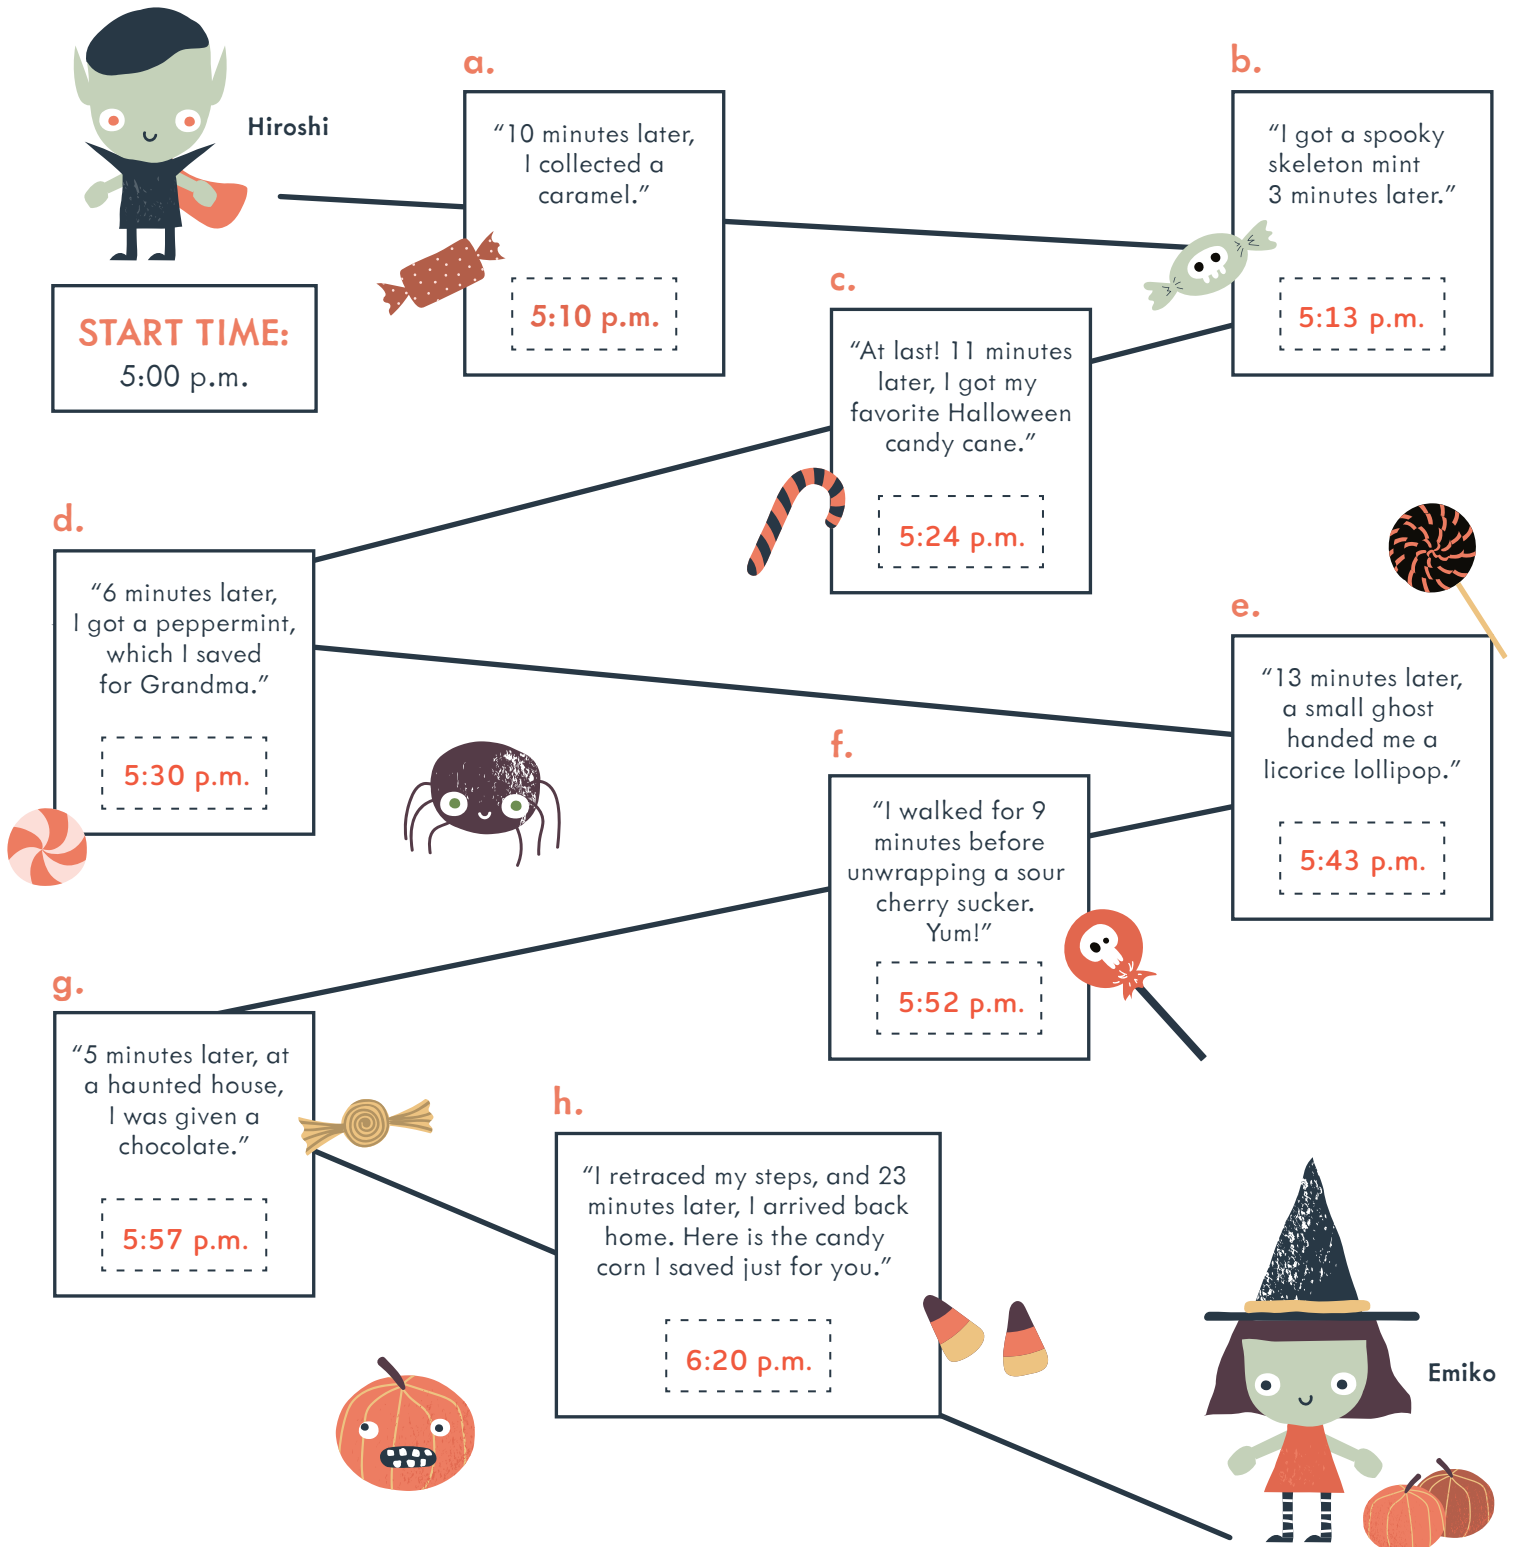 Hiroshi
START TIME:
5:00 p.m.
a.
“10 minutes later,
I collected a
caramel.”
5:10 p.m.
b.
“I got a spooky
skeleton mint
3 minutes later.”
5:13 p.m.
c.
“At last! 11 minutes
later, I got my
favorite Halloween
candy cane.”
5:24 p.m.
d.
“6 minutes later,
I got a peppermint,
which I saved
for Grandma.”
5:30 p.m.
e.
“13 minutes later,
a small ghost
handed me a
licorice lollipop.”
5:43 p.m.
f.
“I walked for 9
minutes before
unwrapping a sour
cherry sucker.
Yum!”
5:52 p.m.
g.
“5 minutes later, at
a haunted house,
I was given a
chocolate.”
5:57 p.m.
h.
“I retraced my steps, and 23
minutes later, I arrived back
home. Here is the candy
corn I saved just for you.”
6:20 p.m.
Emiko